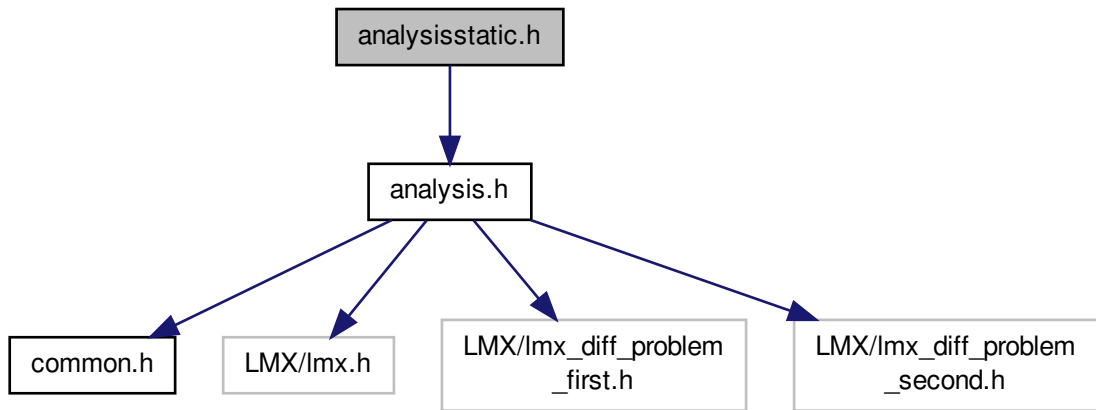 analysisstatic.h
analysis.h
common.h
LMX/lmx.h
LMX/lmx_diff_problem
_first.h
LMX/lmx_diff_problem
_second.h